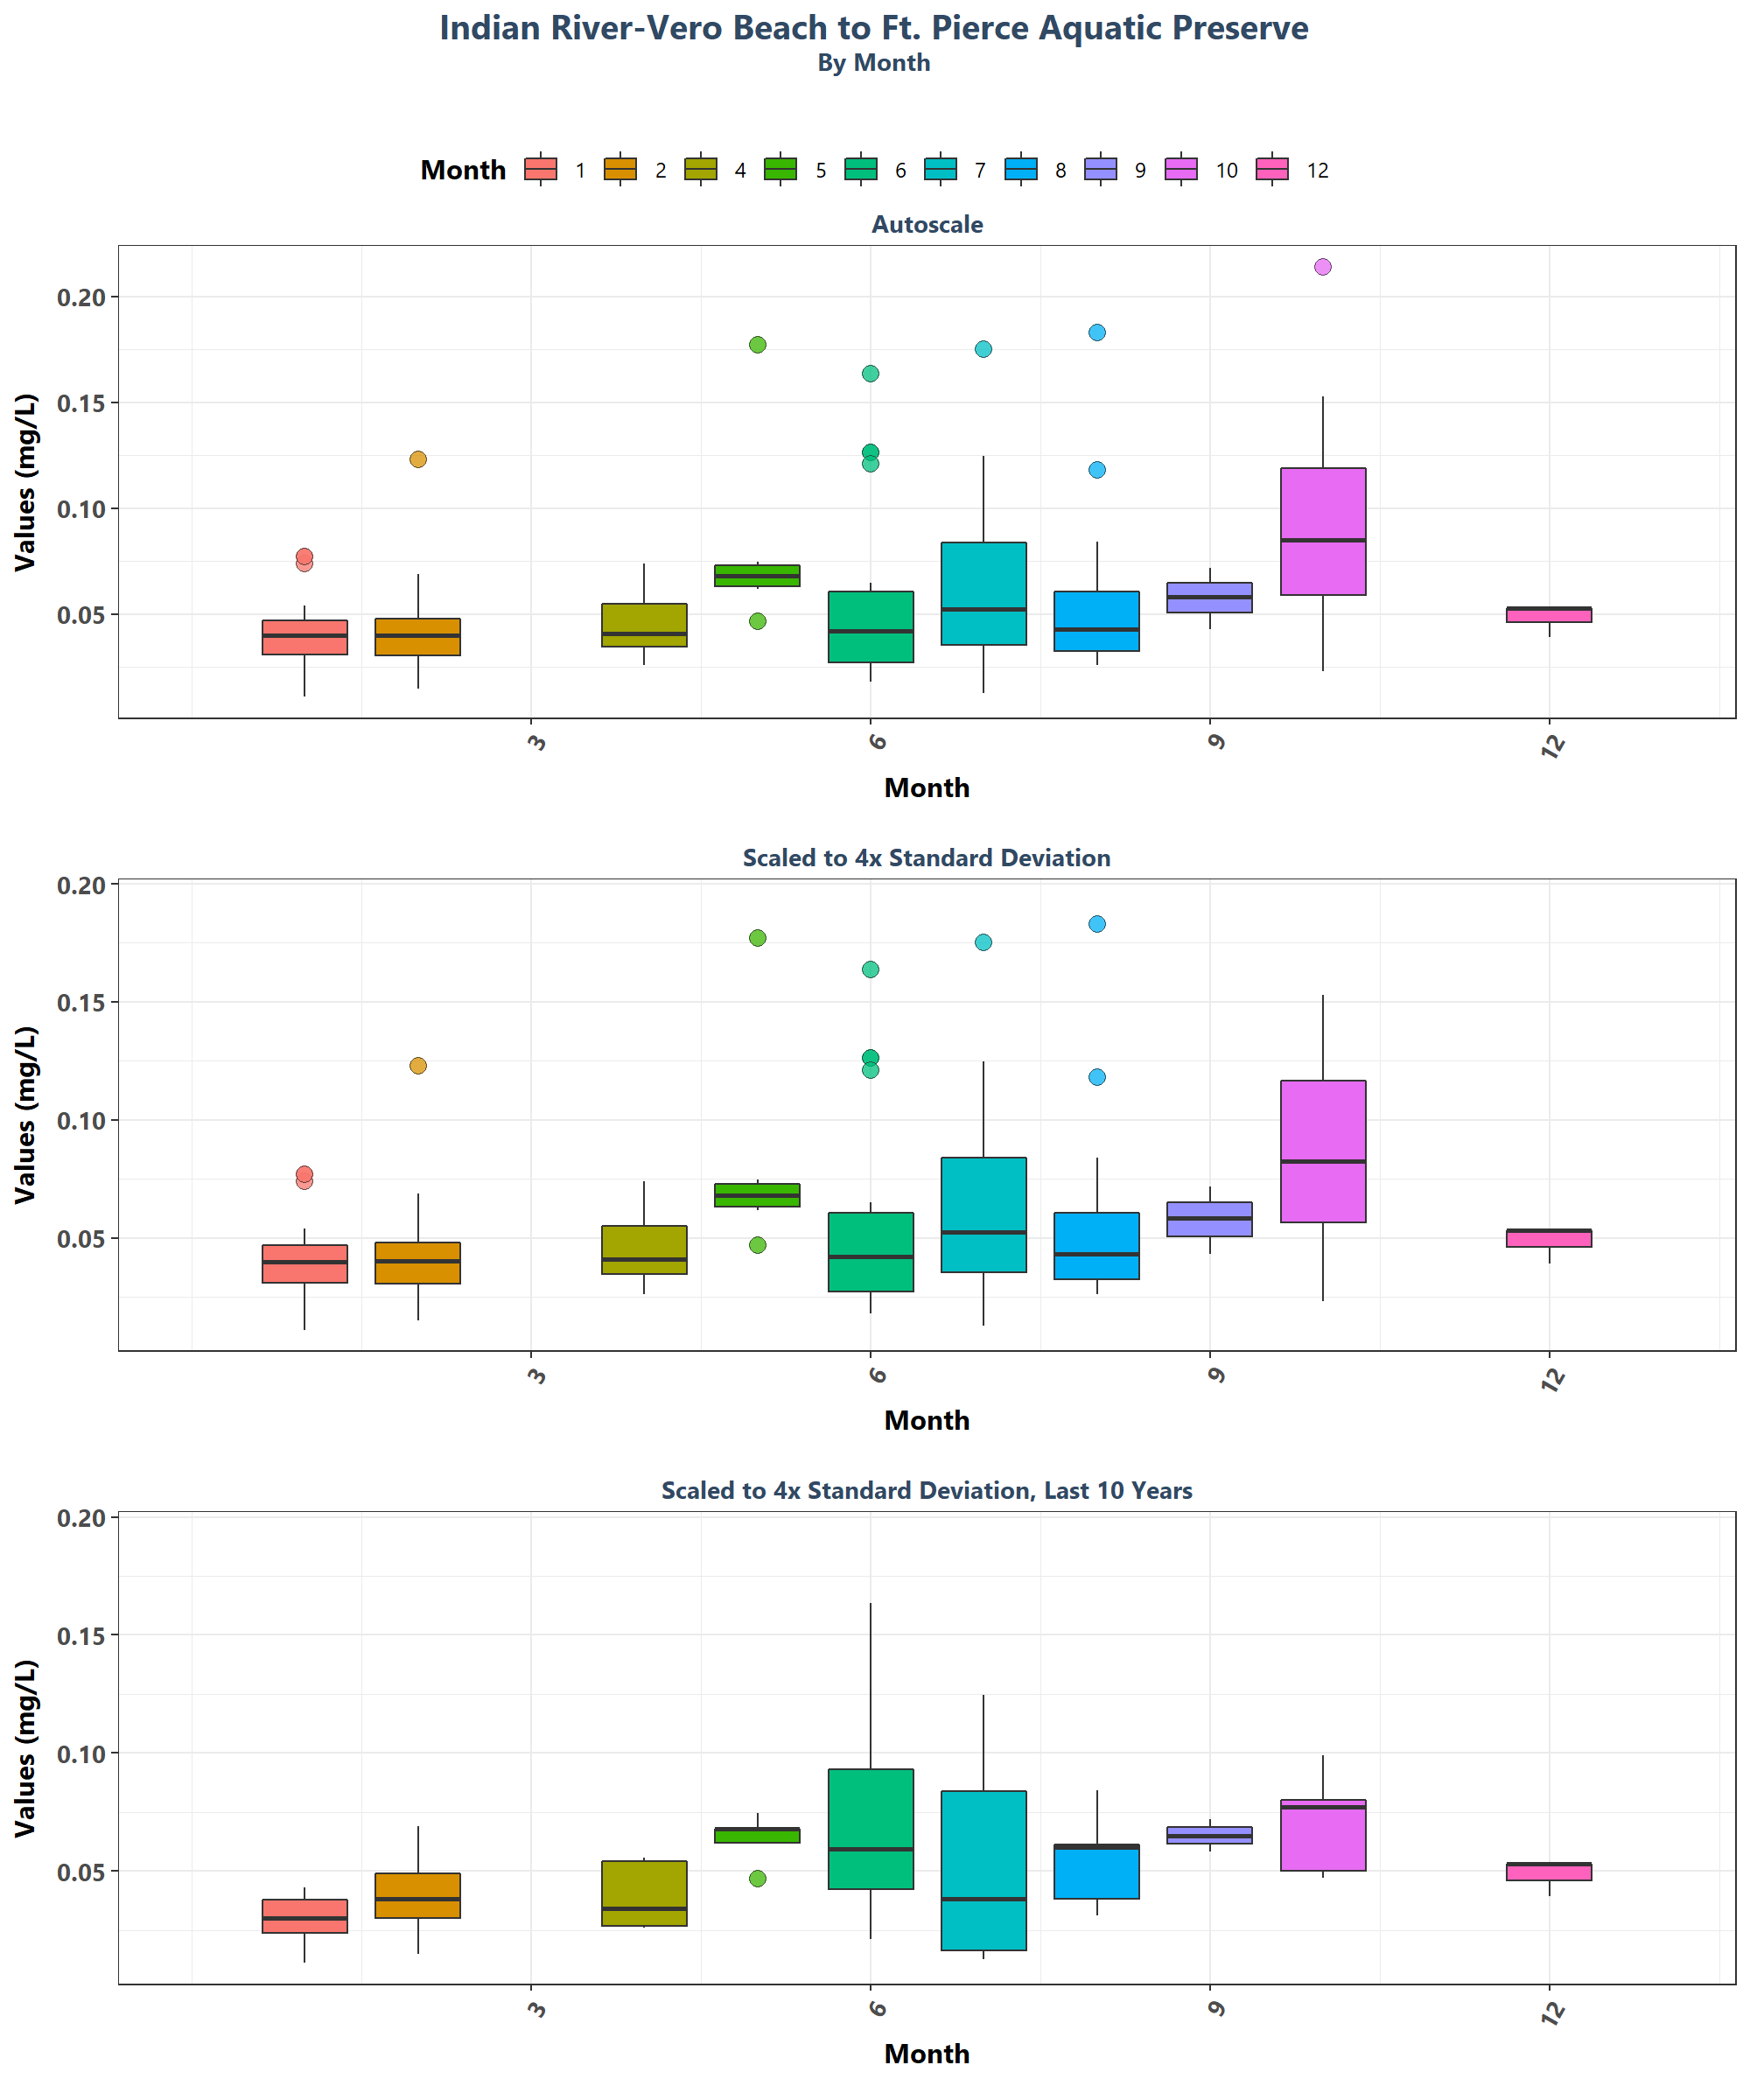 Indian River-Vero Beach to Ft. Pierce Aquatic Preserve
By Month
Month 1 2 4 5 6 7 8 9 10 12
Autoscale
Values (mg/L)
0.20
0.15
0.10
0.05
3 6 9 12
Month
Scaled to 4x Standard Deviation
Values (mg/L)
0.20
0.15
0.10
0.05
3 6 9 12
Month
Scaled to 4x Standard Deviation, Last 10 Years
Values (mg/L)
0.20
0.15
0.10
0.05
3 6 9 12
Month